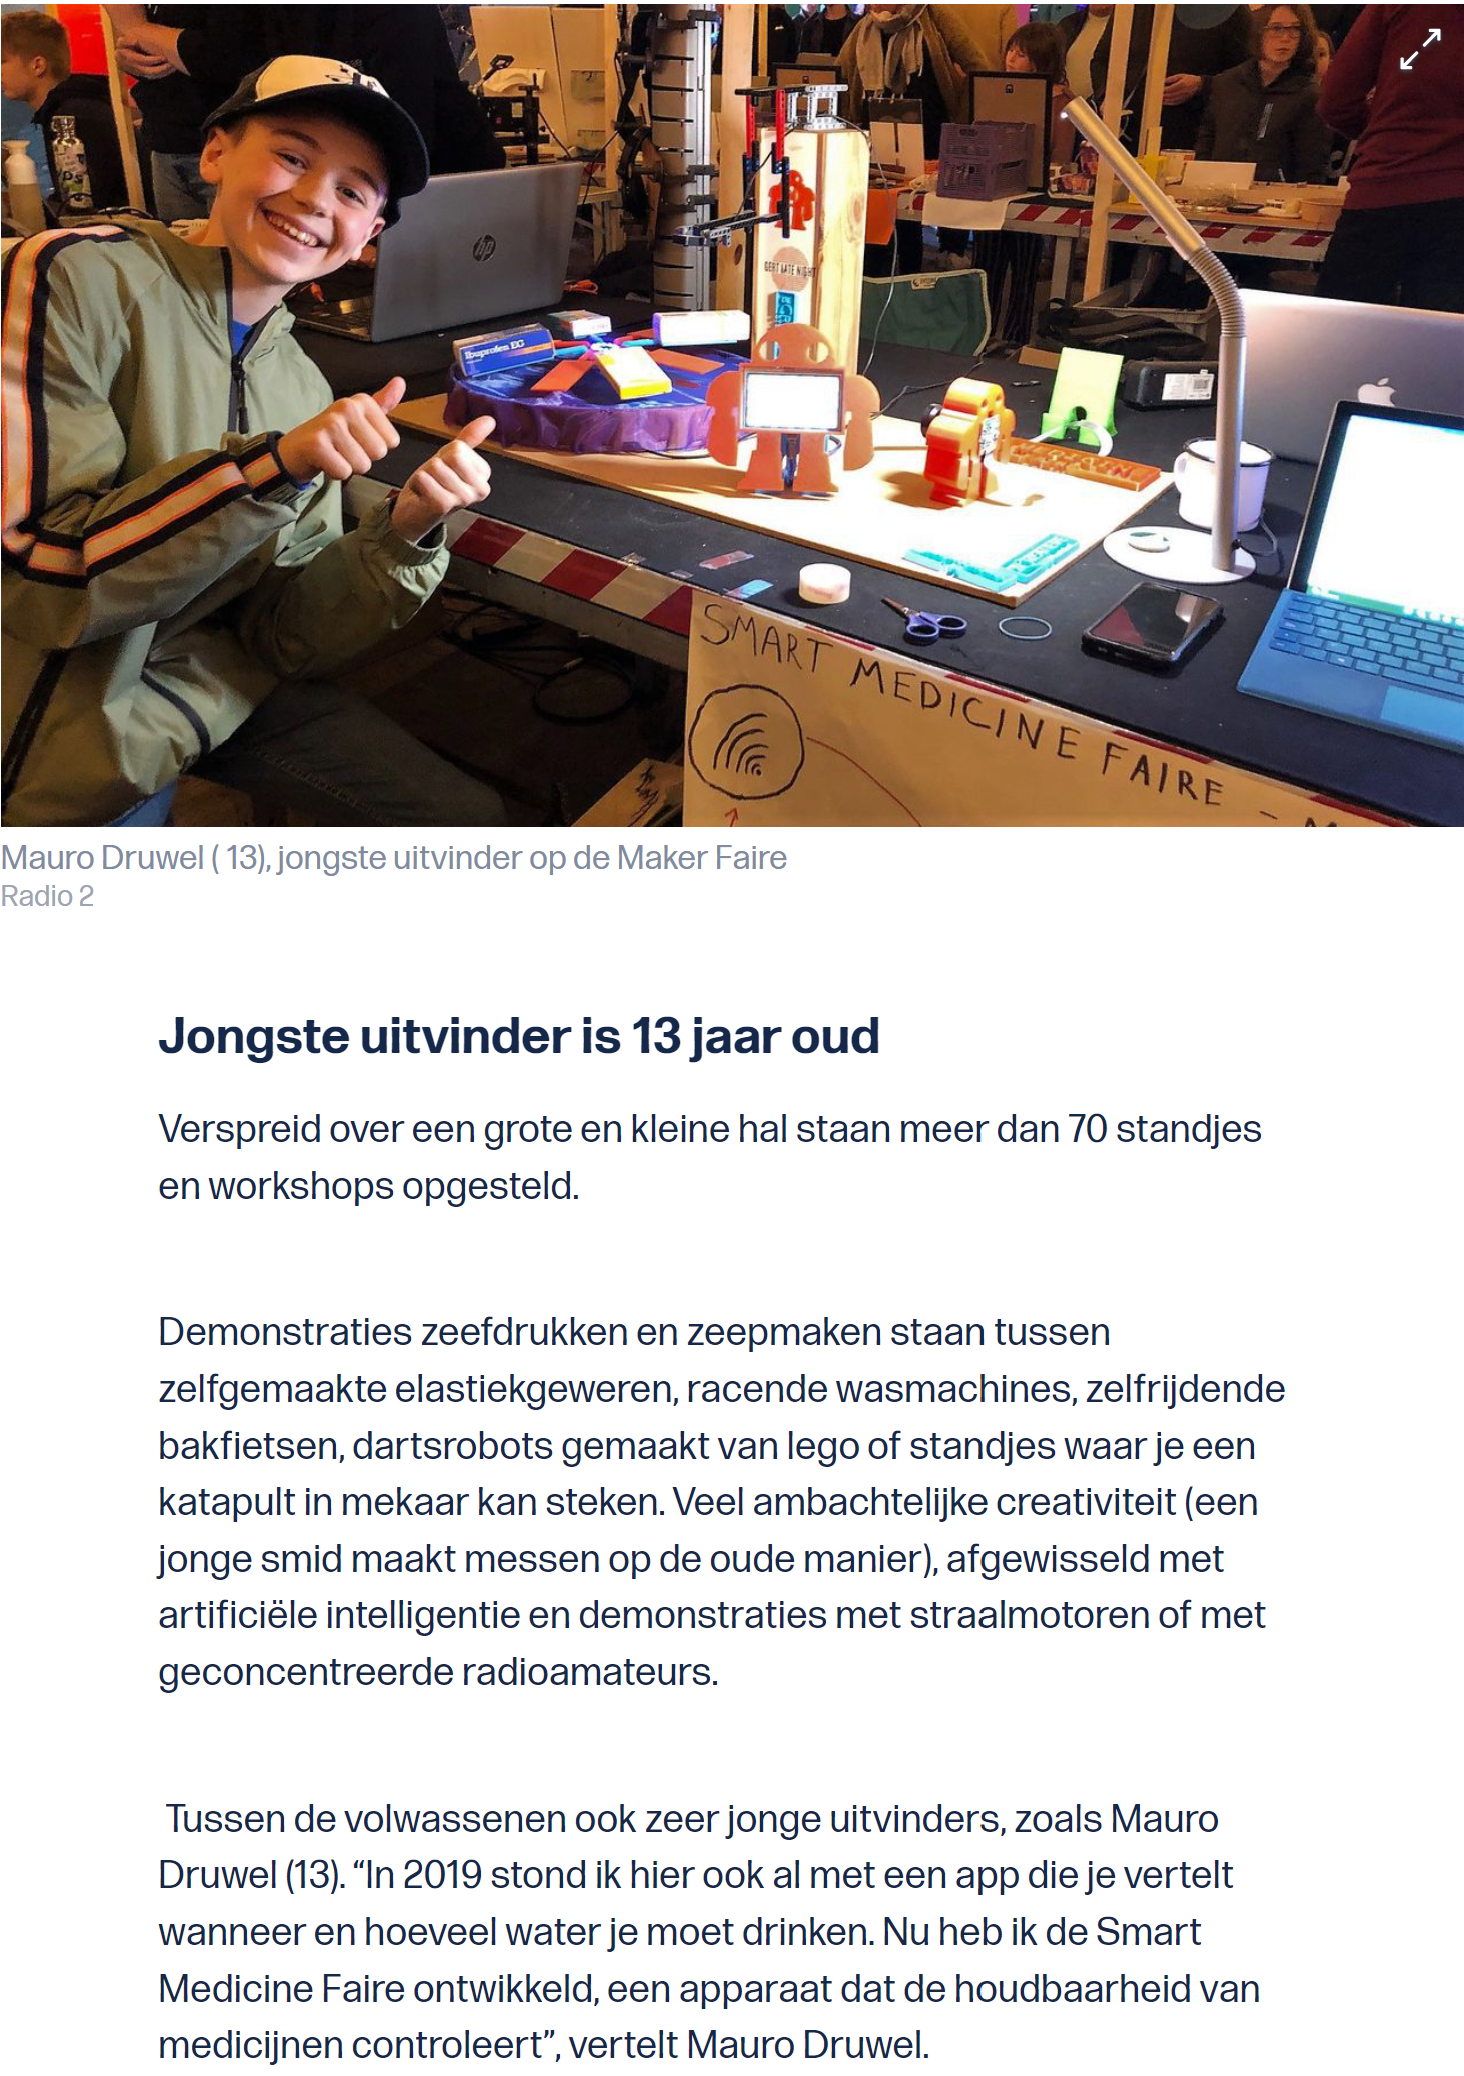 hp
Ibuprofen EG
GERT LATE NIGHT
SMART MEDICINE FAIRE -
Mauro Druwel ( 13), jongste uitvinder op de Maker Faire
Radio 2
Jongste uitvinder is 13 jaar oud
Verspreid over een grote en kleine hal staan meer dan 70 standjes
en workshops opgesteld.
Demonstraties zeefdrukken en zeepmaken staan tussen
zelfgemaakte elastiekgeweren, racende wasmachines, zelfrijdende
bakfietsen, dartsrobots gemaakt van lego of standjes waar je een
katapult in mekaar kan steken. Veel ambachtelijke creativiteit (een
jonge smid maakt messen op de oude manier), afgewisseld met
artificiële intelligentie en demonstraties met straalmotoren of met
geconcentreerde radioamateurs.
Tussen de volwassenen ook zeer jonge uitvinders, zoals Mauro
Druwel (13). “In 2019 stond ik hier ook al met een app die je vertelt
wanneer en hoeveel water je moet drinken. Nu heb ik de Smart
Medicine Faire ontwikkeld, een apparaat dat de houdbaarheid van
medicijnen controleert”, vertelt Mauro Druwel.